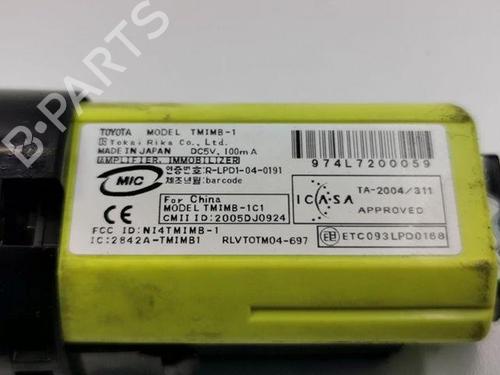 TOYOTA MODEL TMIMB-1
Tokai Rika Co., Ltd.
MADE IN JAPAN DC5V, 100mA
AMPLIFIER, IMMOBILIZER
인증번호:R-LPD1-04-0191
제조년월:barcode
MIC
For China
MODEL TMIMB-1C1
CMII ID:2005DJ0924
CE
FCC ID:NI4TMIMB-1
IC:2842A-TMIMB1 RLVTOTM04-697
974L7200059
ICASA
TA-2004/311
APPROVED
ETC093LPD0168
B-PARTS